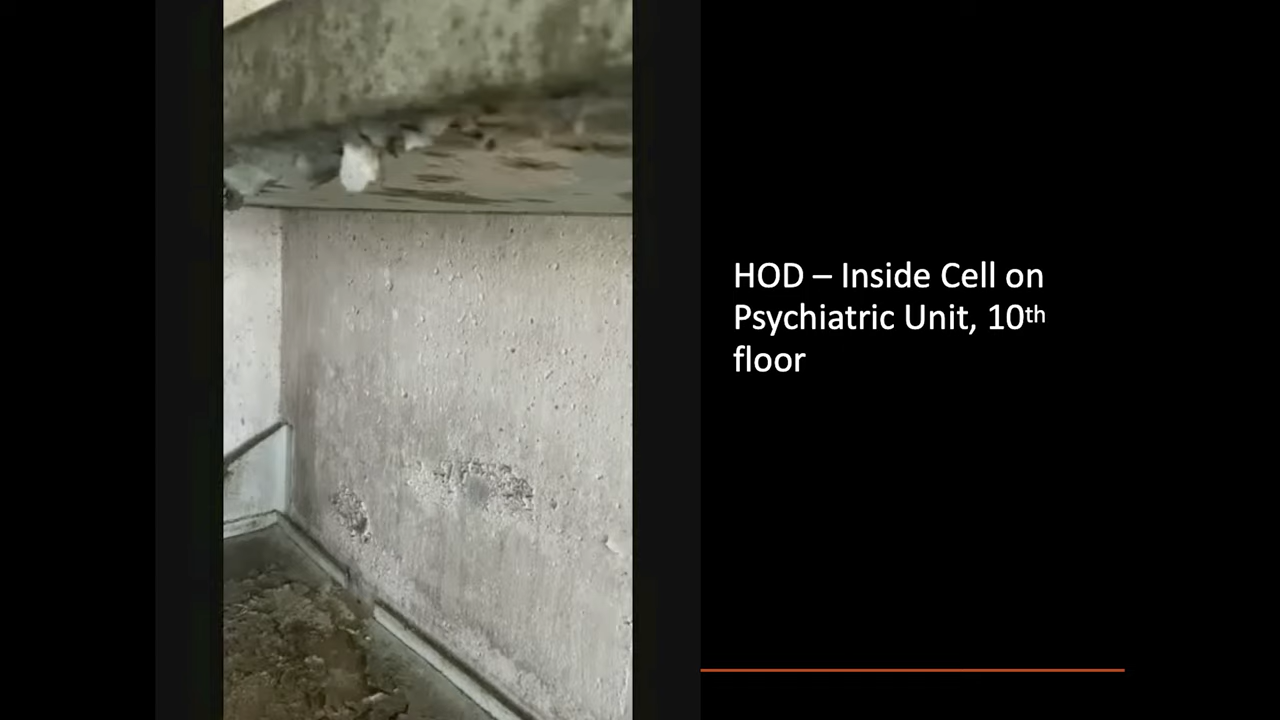 HOD – Inside Cell on
Psychiatric Unit, 10th
floor